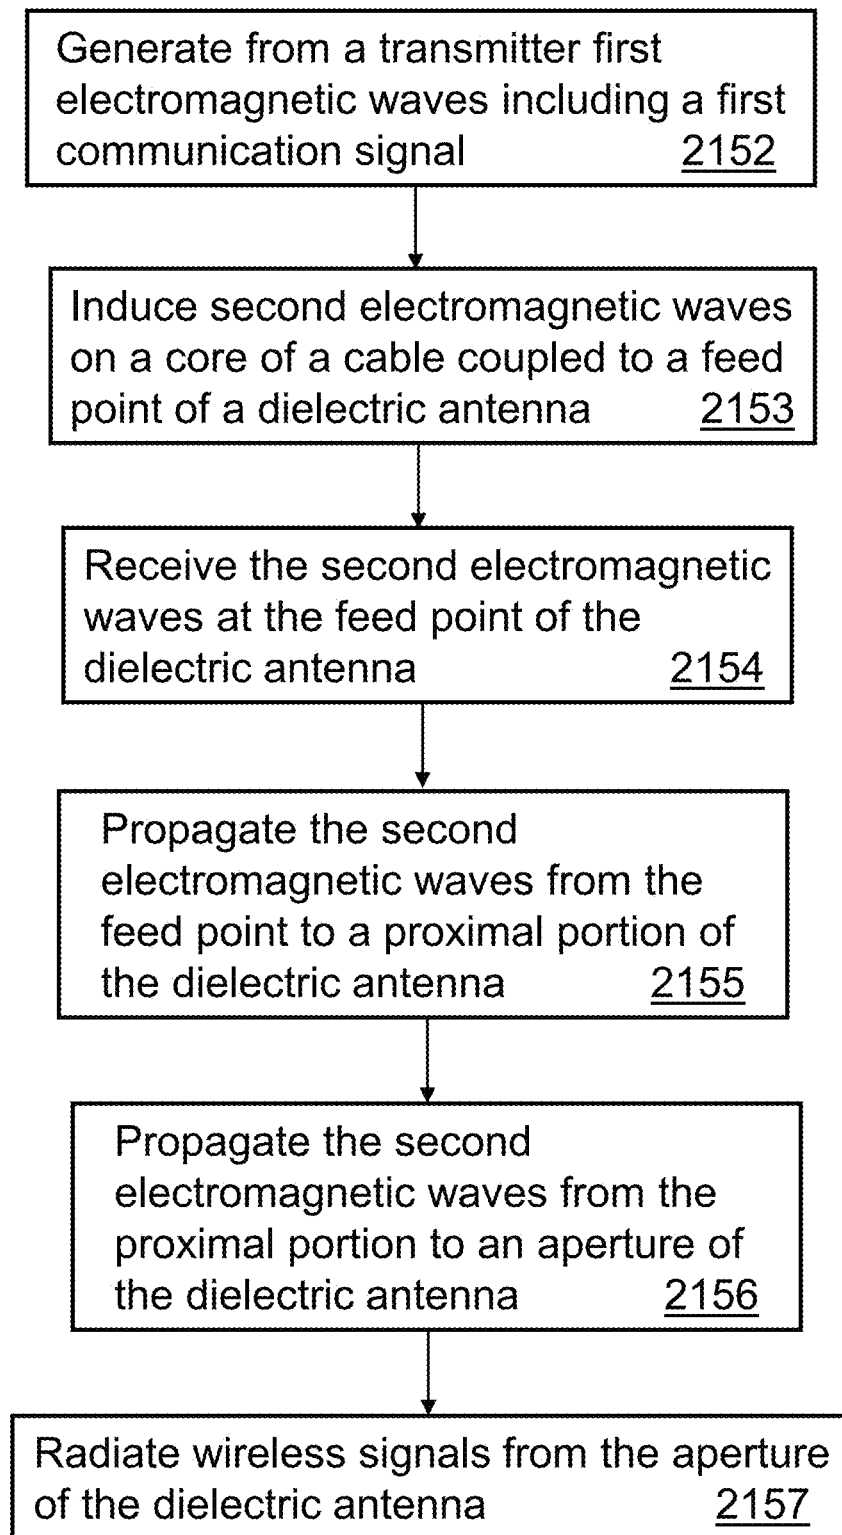 Generate from a transmitter first
electromagnetic waves including a first
communication signal 2152
Induce second electromagnetic waves
on a core of a cable coupled to a feed
point of a dielectric antenna 2153
Receive the second electromagnetic
waves at the feed point of the
dielectric antenna 2154
Propagate the second
electromagnetic waves from the
feed point to a proximal portion of
the dielectric antenna 2155
Propagate the second
electromagnetic waves from the
proximal portion to an aperture of
the dielectric antenna 2156
Radiate wireless signals from the aperture
of the dielectric antenna 2157